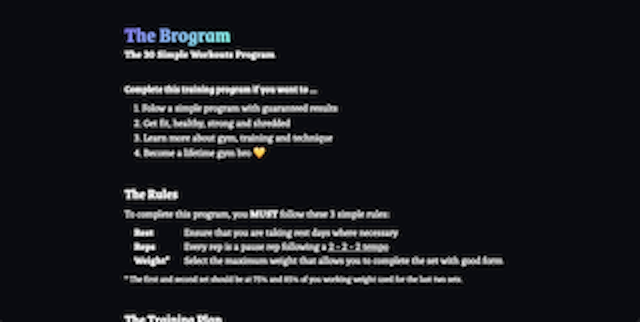 The Brogram
The 30 Simple Workouts Program
Complete this training program if you want to ...
1. Folow a simple program with guaranteed results
2. Get fit, healthy, strong and shredded
3. Learn more about gym, training and technique
4. Become a lifetime gym bro 💛
The Rules
To complete this program, you MUST follow these 3 simple rules:
Rest Ensure that you are taking rest days where necessary
Reps Every rep is a pause rep following a 2 - 2 - 2 tempo
Weight* Select the maximum weight that allows you to complete the set with good form
* The first and second set should be at 75% and 85% of you working weight used for the last two sets.
The Training Plan